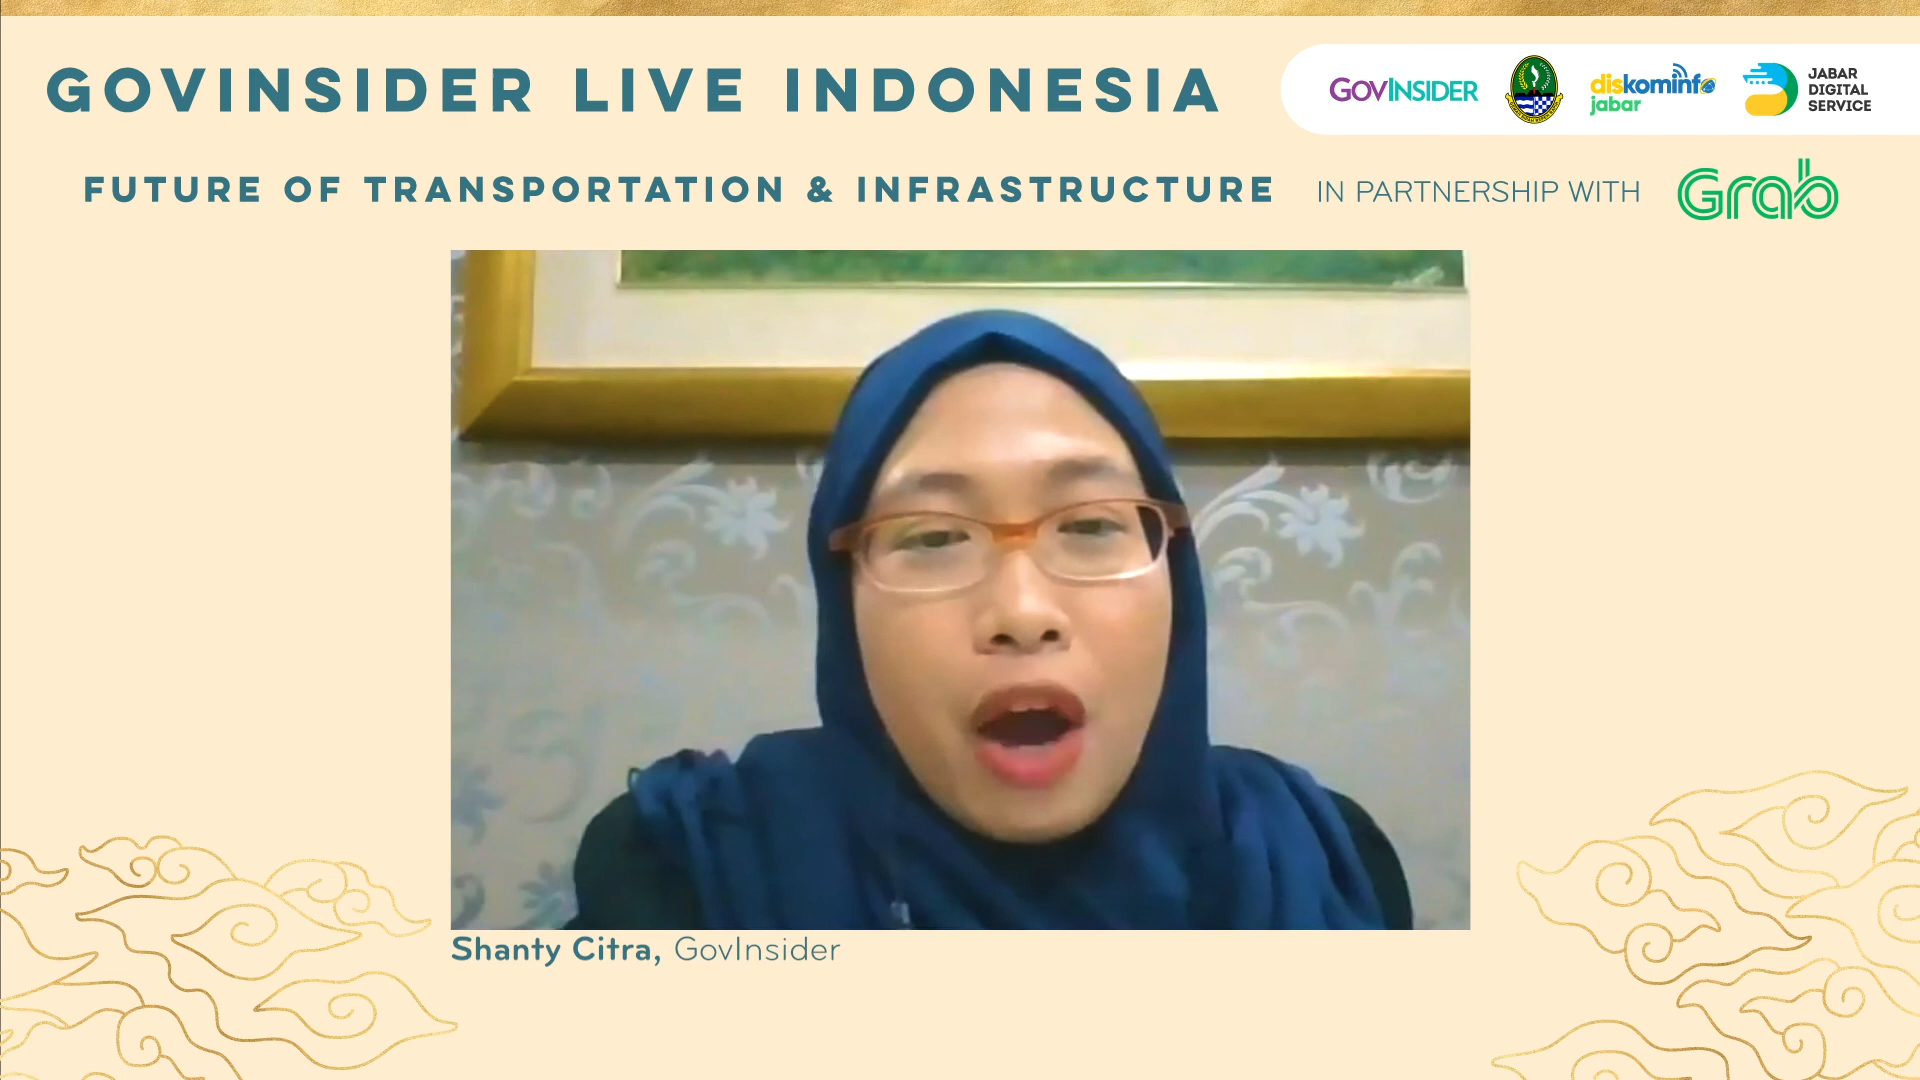 GOVINSIDER LIVE INDONESIA
GOVINSIDER
diskominfo
jabar
JABAR
DIGITAL
SERVICE
FUTURE OF TRANSPORTATION & INFRASTRUCTURE
IN PARTNERSHIP WITH
Grab
Shanty Citra, GovInsider